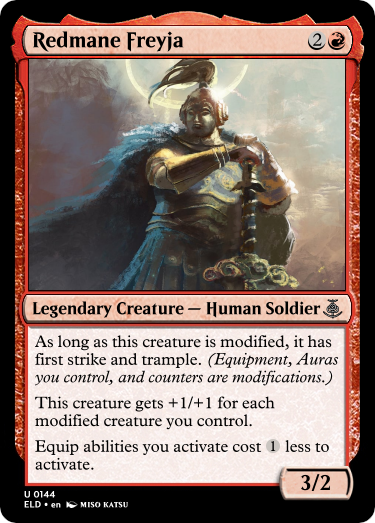 Redmane Freyja 2
Legendary Creature — Human Soldier
As long as this creature is modified, it has
first strike and trample. (Equipment, Auras
you control, and counters are modifications.)
This creature gets +1/+1 for each
modified creature you control.
Equip abilities you activate cost 1 less to
activate.
3/2
U 0144
ELD • en MISO KATSU